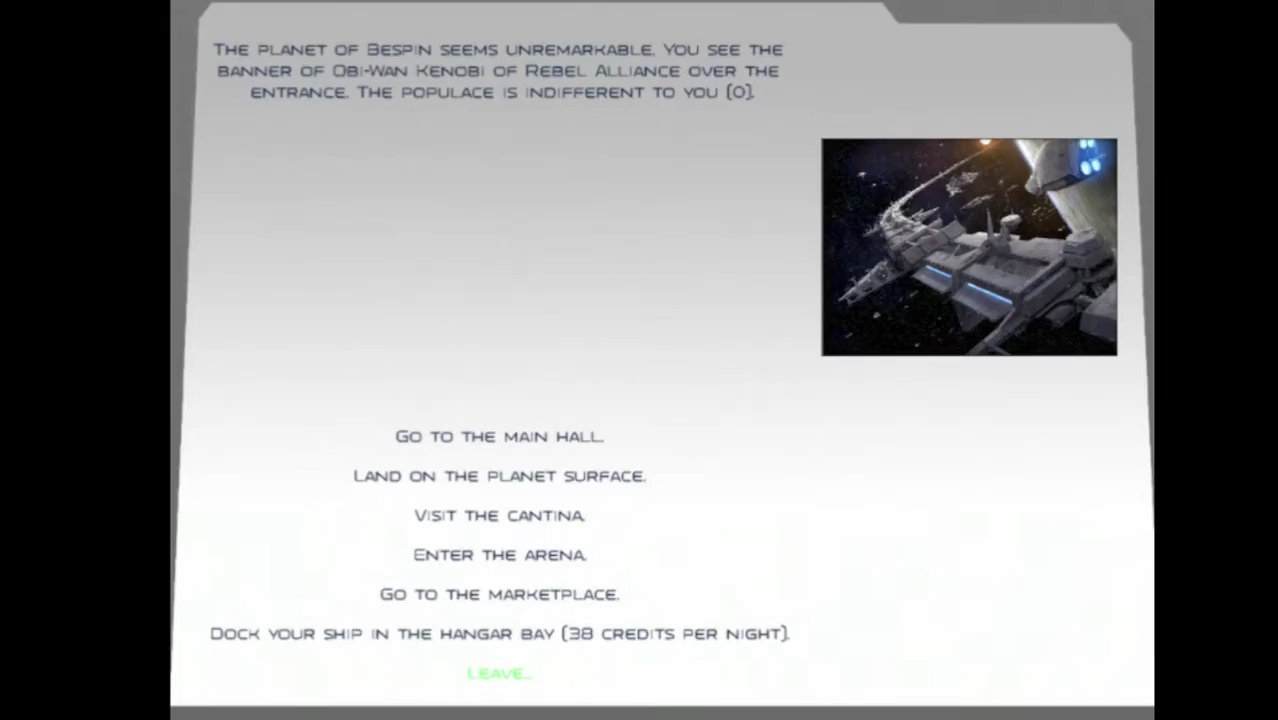 The planet of Bespin seems unremarkable. You see the
banner of Obi-Wan Kenobi of Rebel Alliance over the
entrance. The populace is indifferent to you (0).
Go to the main hall.
Land on the planet surface.
Visit the cantina.
Enter the arena.
Go to the marketplace.
Dock your ship in the hangar bay (38 credits per night).
Leave...